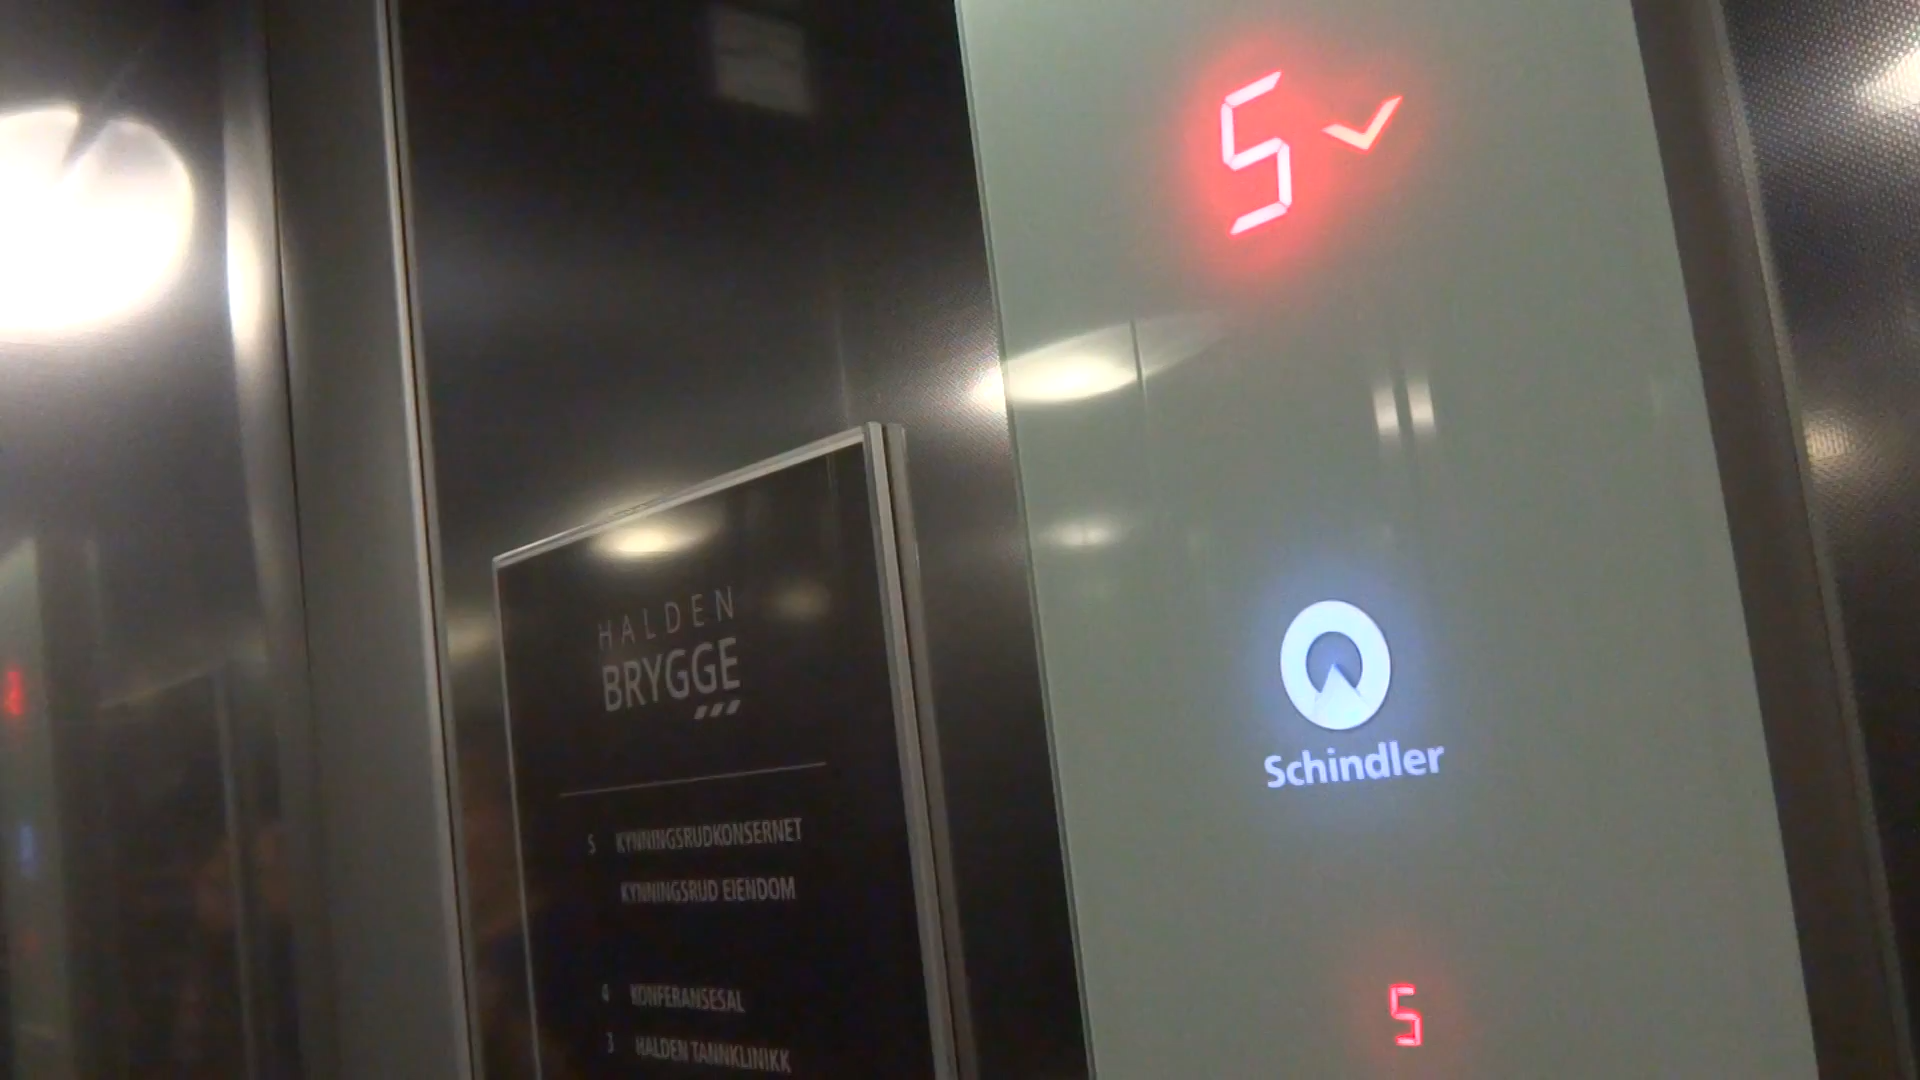 5
HALDEN
BRYGGE
5 KYNNINGSRUDKONSERNET
KYNNINGSRUD EIENDOM
4 KONFERANSESAL
3 HALDEN TANNKLINIKK
Schindler
5